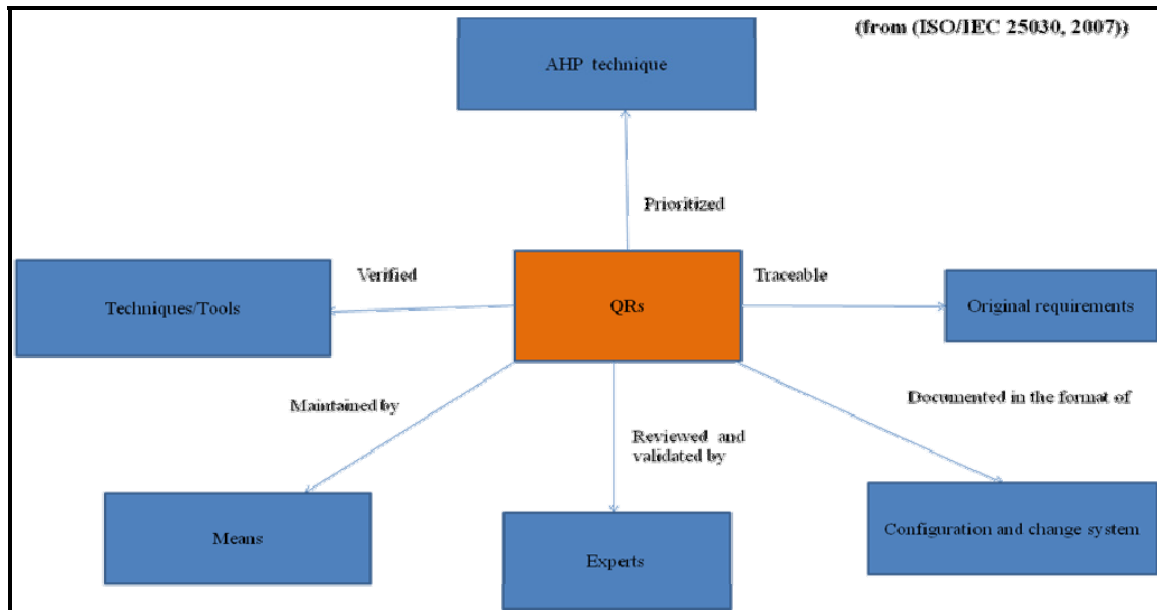 (from (ISO/IEC 25030, 2007))
AHP technique
Prioritized
Verified
Traceable
Techniques/Tools
QRs
Original requirements
Maintained by
Documented in the format of
Reviewed and
validated by
Means
Experts
Configuration and change system